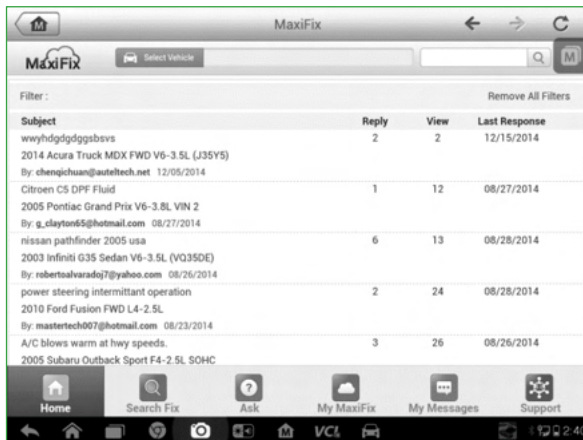 MaxiFix
MaxiFix Select Vehicle M
Filter : Remove All Filters
Subject Reply View Last Response
wwyhdgdgdggsbsvs 2 2 12/15/2014
2014 Acura Truck MDX FWD V6-3.5L (J35Y5)
By: chenqichuan@auteltech.net 12/05/2014
Citroen C5 DPF Fluid 1 12 08/27/2014
2005 Pontiac Grand Prix V6-3.8L VIN 2
By: g_clayton65@hotmail.com 08/27/2014
nissan pathfinder 2005 usa 6 13 08/28/2014
2003 Infiniti G35 Sedan V6-3.5L (VQ35DE)
By: robertoalvaradoj7@yahoo.com 08/26/2014
power steering intermittant operation 2 24 08/28/2014
2010 Ford Fusion FWD L4-2.5L
By: mastertech007@hotmail.com 08/23/2014
A/C blows warm at hwy speeds. 3 26 08/26/2014
2005 Subaru Outback Sport F4-2.5L SOHC
Home Search Fix Ask My MaxiFix My Messages Support
VCI